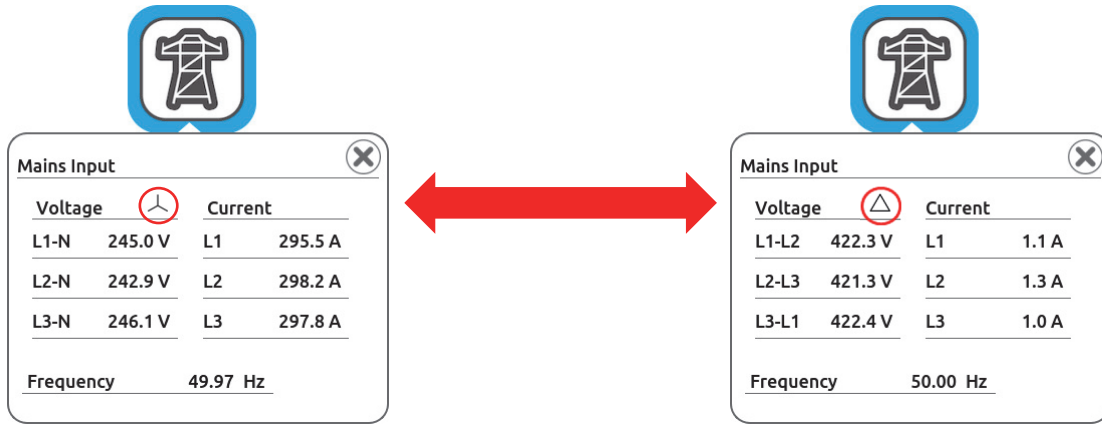 Mains Input
Voltage Current
L1-N 245.0 V L1 295.5 A
L2-N 242.9 V L2 298.2 A
L3-N 246.1 V L3 297.8 A
Frequency 49.97 Hz
Mains Input
Voltage Current
L1-L2 422.3 V L1 1.1 A
L2-L3 421.3 V L2 1.3 A
L3-L1 422.4 V L3 1.0 A
Frequency 50.00 Hz